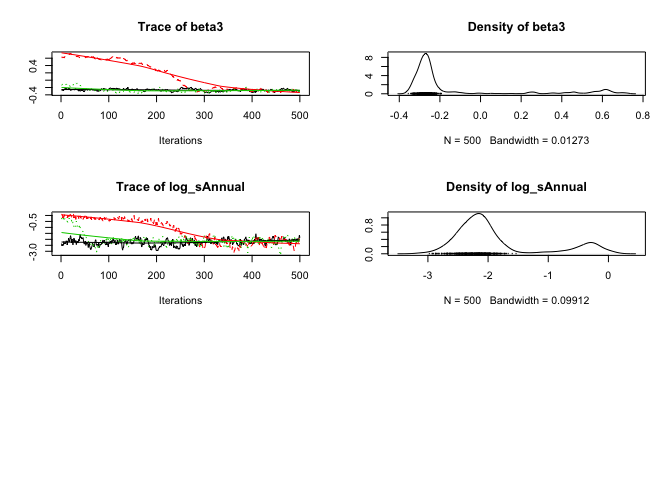 Trace of beta3
0.4
-0.4
0 100 200 300 400 500
Iterations
Density of beta3
8
4
0
-0.4 -0.2 0.0 0.2 0.4 0.6 0.8
N = 500 Bandwidth = 0.01273
Trace of log_sAnnual
-0.5
-3.0
0 100 200 300 400 500
Iterations
Density of log_sAnnual
0.8
0.0
-3 -2 -1 0
N = 500 Bandwidth = 0.09912